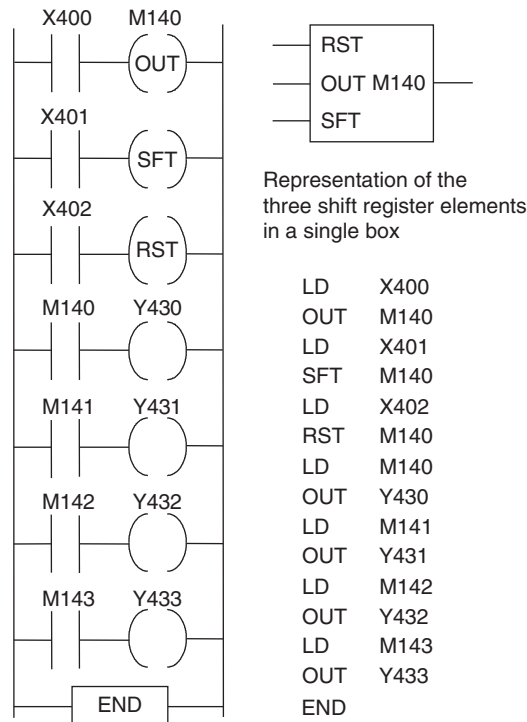 X400 M140
OUT
X401
SFT
X402
RST
M140 Y430
M141 Y431
M142 Y432
M143 Y433
END
RST
OUT M140
SFT
Representation of the
three shift register elements
in a single box
LD X400
OUT M140
LD X401
SFT M140
LD X402
RST M140
LD M140
OUT Y430
LD M141
OUT Y431
LD M142
OUT Y432
LD M143
OUT Y433
END